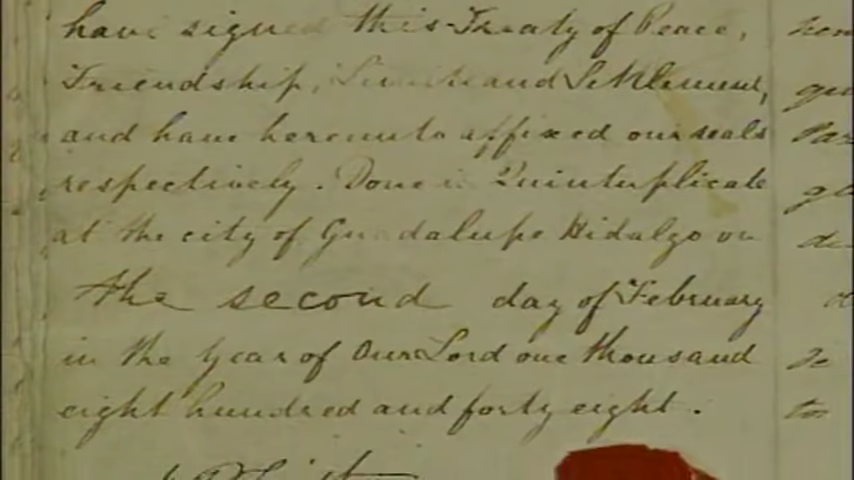 have signed this Treaty of Peace,
Friendship, Limits and Settlement,
and have hereunto affixed our seals
respectively. Done in Quintuplicate
at the city of Guadalupe Hidalgo on
the second day of February
in the year of Our Lord one thousand
eight hundred and forty eight.